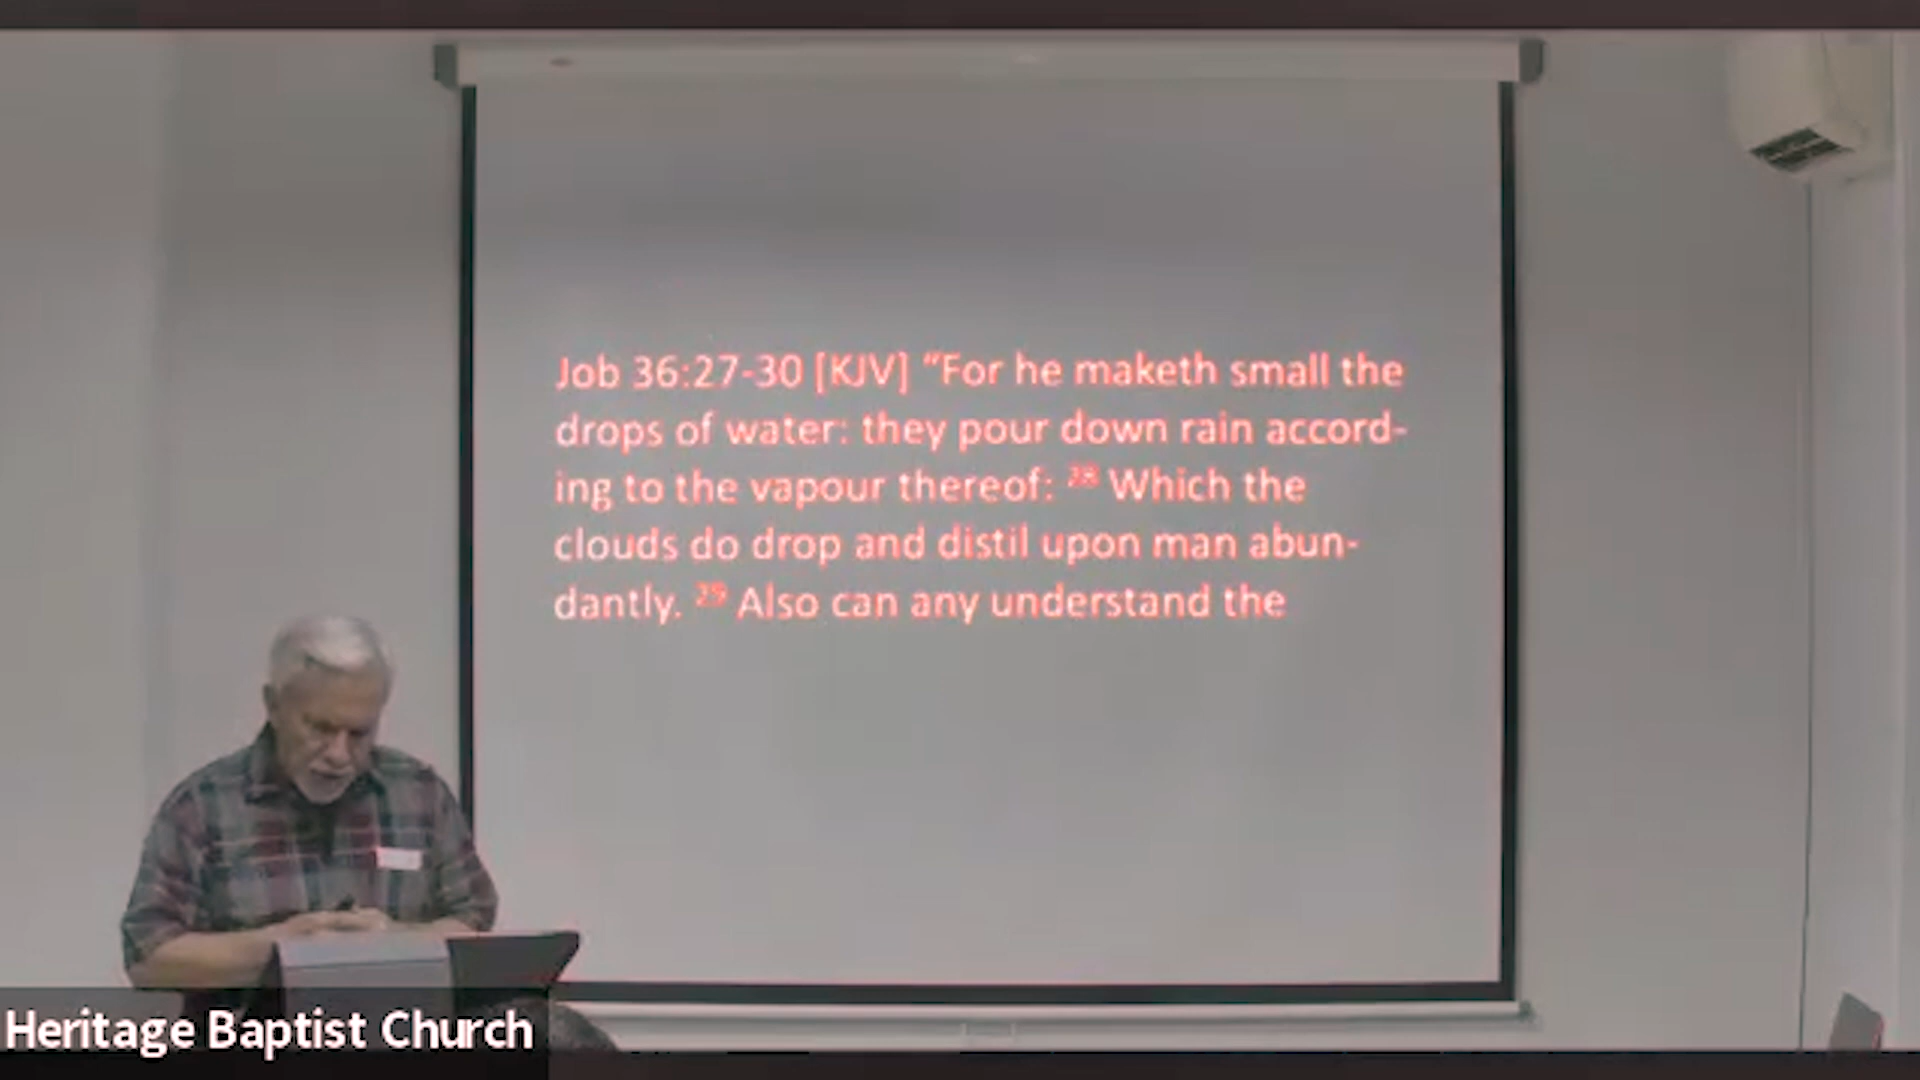 Job 36:27-30 [KJV] “For he maketh small the
drops of water: they pour down rain accord-
ing to the vapour thereof: 28 Which the
clouds do drop and distil upon man abun-
dantly. 29 Also can any understand the
Heritage Baptist Church